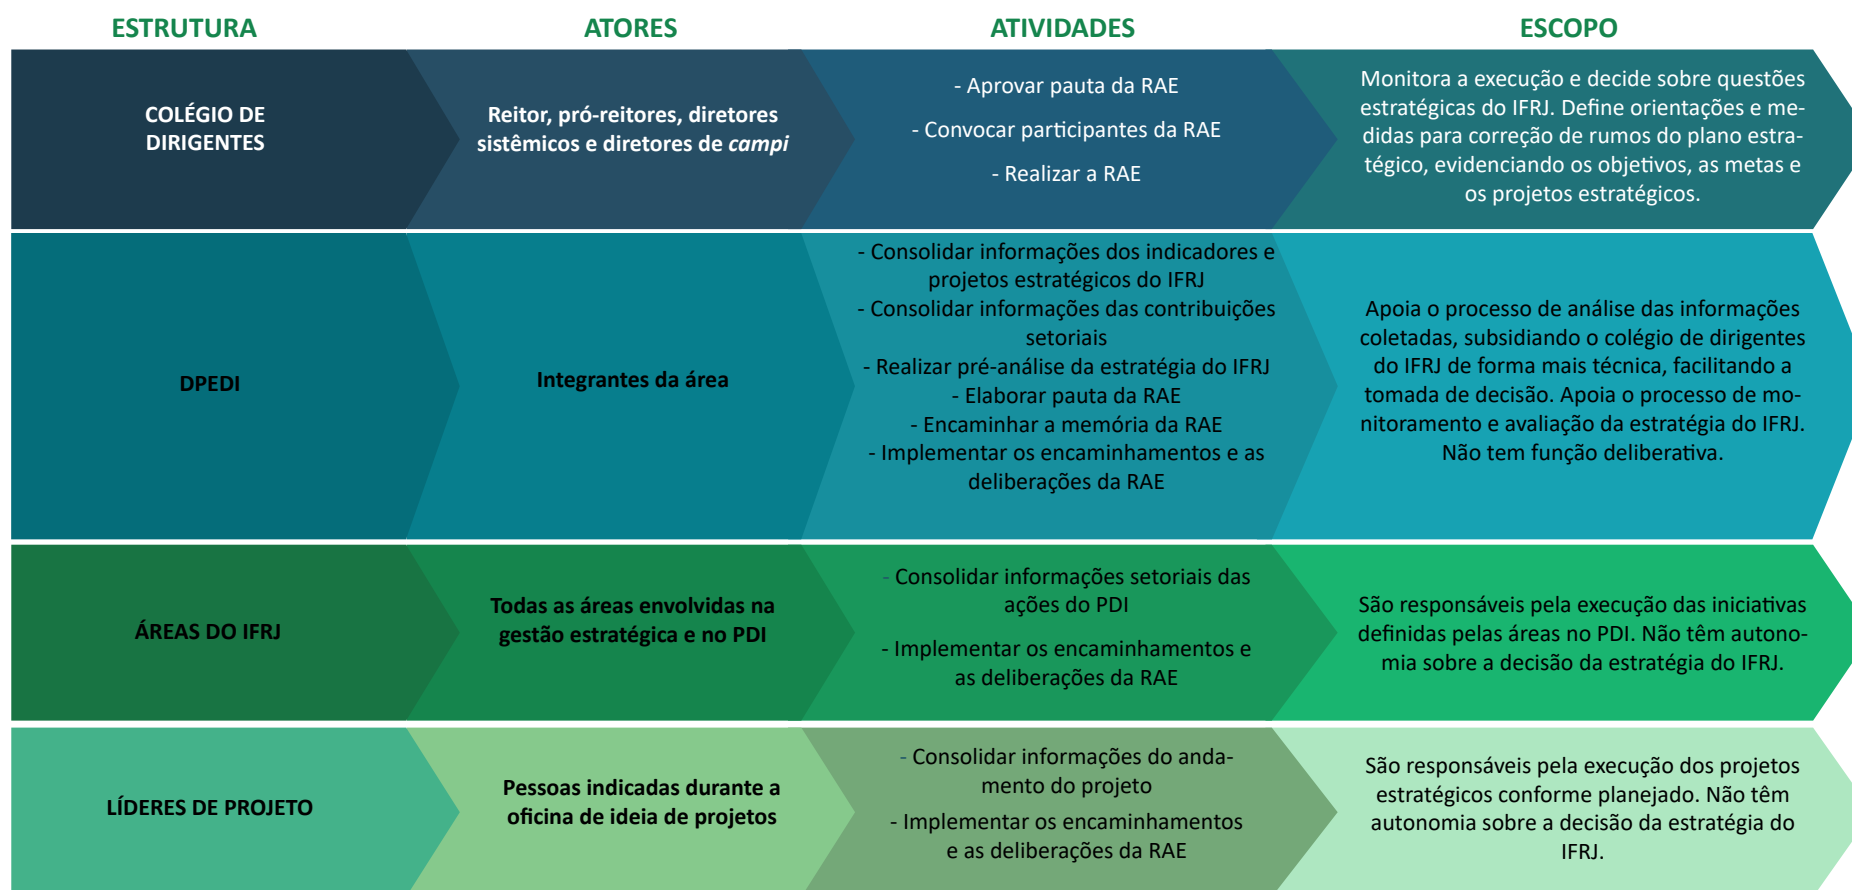 ESTRUTURA
ATORES
ATIVIDADES
ESCOPO
COLÉGIO DE
DIRIGENTES
Reitor, pró-reitores, diretores
sistêmicos e diretores de campi
- Aprovar pauta da RAE
- Convocar participantes da RAE
- Realizar a RAE
Monitora a execução e decide sobre questões
estratégicas do IFRJ. Define orientações e me-
didas para correção de rumos do plano estra-
tégico, evidenciando os objetivos, as metas e
os projetos estratégicos.
DPEDI
Integrantes da área
- Consolidar informações dos indicadores e
projetos estratégicos do IFRJ
- Consolidar informações das contribuições
setoriais
- Realizar pré-análise da estratégia do IFRJ
- Elaborar pauta da RAE
- Encaminhar a memória da RAE
- Implementar os encaminhamentos e as
deliberações da RAE
Apoia o processo de análise das informações
coletadas, subsidiando o colégio de dirigentes
do IFRJ de forma mais técnica, facilitando a
tomada de decisão. Apoia o processo de mo-
nitoramento e avaliação da estratégia do IFRJ.
Não tem função deliberativa.
ÁREAS DO IFRJ
Todas as áreas envolvidas na
gestão estratégica e no PDI
- Consolidar informações setoriais das
ações do PDI
- Implementar os encaminhamentos e
as deliberações da RAE
São responsáveis pela execução das iniciativas
definidas pelas áreas no PDI. Não têm autono-
mia sobre a decisão da estratégia do IFRJ.
LÍDERES DE PROJETO
Pessoas indicadas durante a
oficina de ideia de projetos
- Consolidar informações do anda-
mento do projeto
- Implementar os encaminhamentos
e as deliberações da RAE
São responsáveis pela execução dos projetos
estratégicos conforme planejado. Não têm
autonomia sobre a decisão da estratégia do
IFRJ.